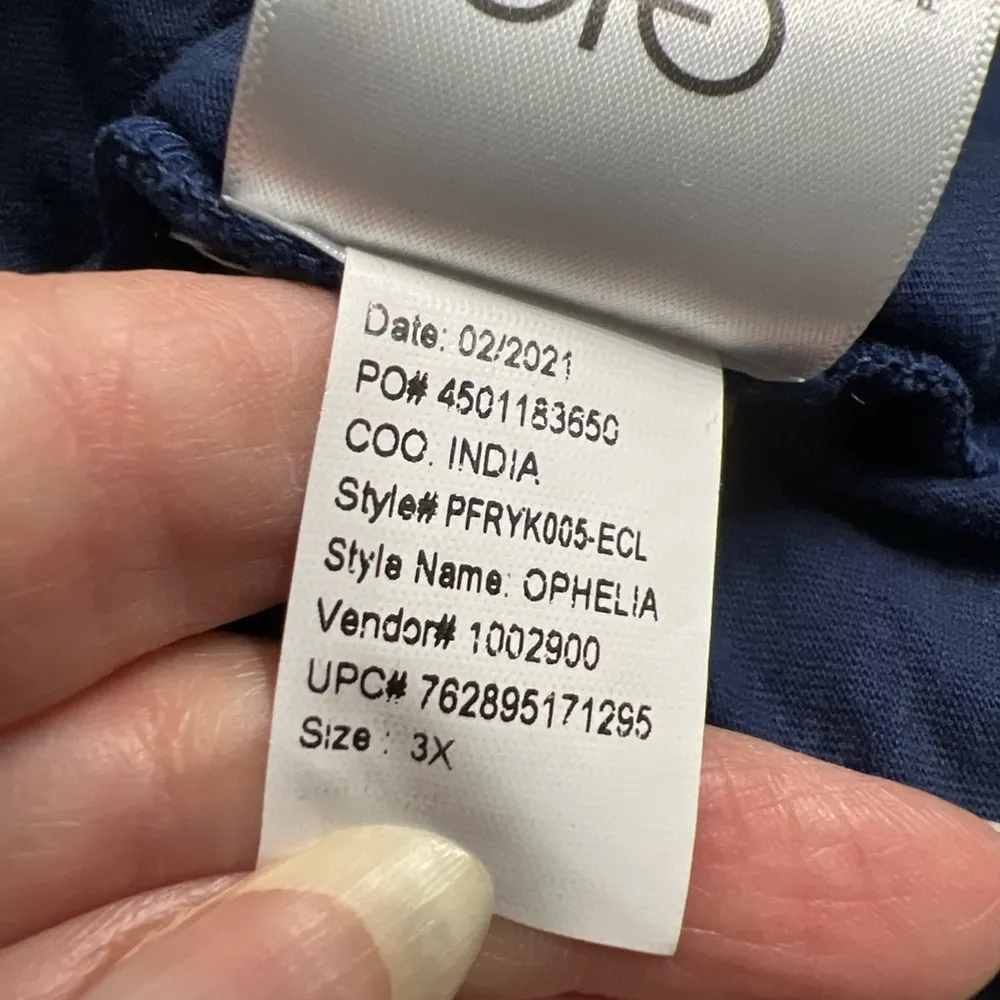 Date: 02/2021
PO# 4501183650
COO. INDIA
Style# PFRYK005-ECL
Style Name: OPHELIA
Vendor# 1002900
UPC# 762895171295
Size : 3X